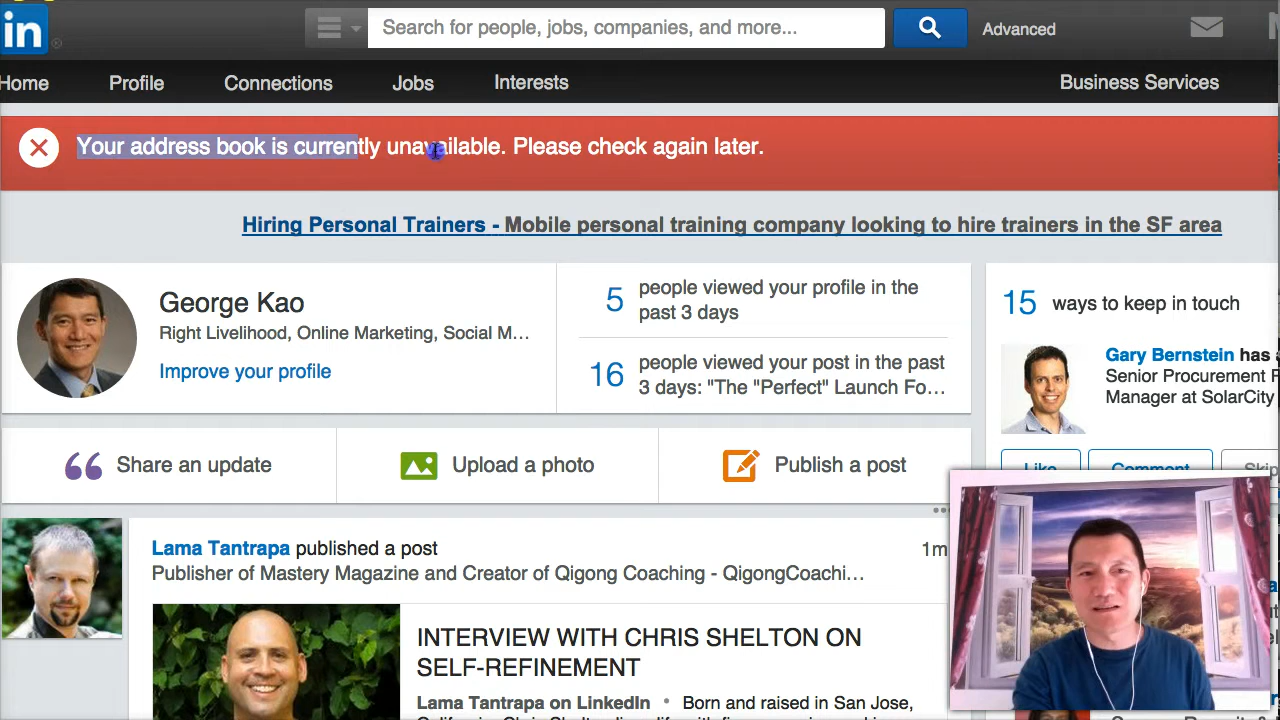 in
Search for people, jobs, companies, and more...
Advanced
Home
Profile
Connections
Jobs
Interests
Business Services
Your address book is currently unavailable. Please check again later.
Hiring Personal Trainers - Mobile personal training company looking to hire trainers in the SF area
George Kao
Right Livelihood, Online Marketing, Social M...
Improve your profile
5 people viewed your profile in the
past 3 days
16 people viewed your post in the past
3 days: "The "Perfect" Launch Fo...
15 ways to keep in touch
Gary Bernstein has
Senior Procurement
Manager at SolarCity
Like
Comment
Skip
Share an update
Upload a photo
Publish a post
Lama Tantrapa published a post
1m
Publisher of Mastery Magazine and Creator of Qigong Coaching - QigongCoachi...
INTERVIEW WITH CHRIS SHELTON ON
SELF-REFINEMENT
Lama Tantrapa on LinkedIn • Born and raised in San Jose,